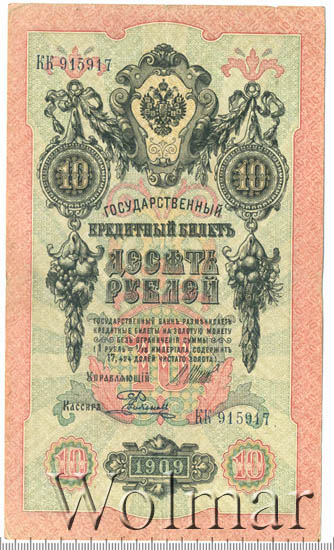 КК 915917
10 10
ГОСУДАРСТВЕННЫЙ
КРЕДИТНЫЙ БИЛЕТЪ
ДЕСЯТЬ
РУБЛЕЙ
ГОСУДАРСТВЕННЫЙ БАНКЪ РАЗМѢНИВАЕТЪ
КРЕДИТНЫЕ БИЛЕТЫ НА ЗОЛОТУЮ МОНЕТУ
БЕЗЪ ОГРАНИЧЕНІЯ СУММЫ
(1 РУБЛЬ = 1/15 ИМПЕРІАЛА, СОДЕРЖИТЪ
17,424 ДОЛЕЙ ЧИСТАГО ЗОЛОТА).
УПРАВЛЯЮЩІЙ
10
КАССИРЪ
КК 915917
10 1909 10
Wolmar